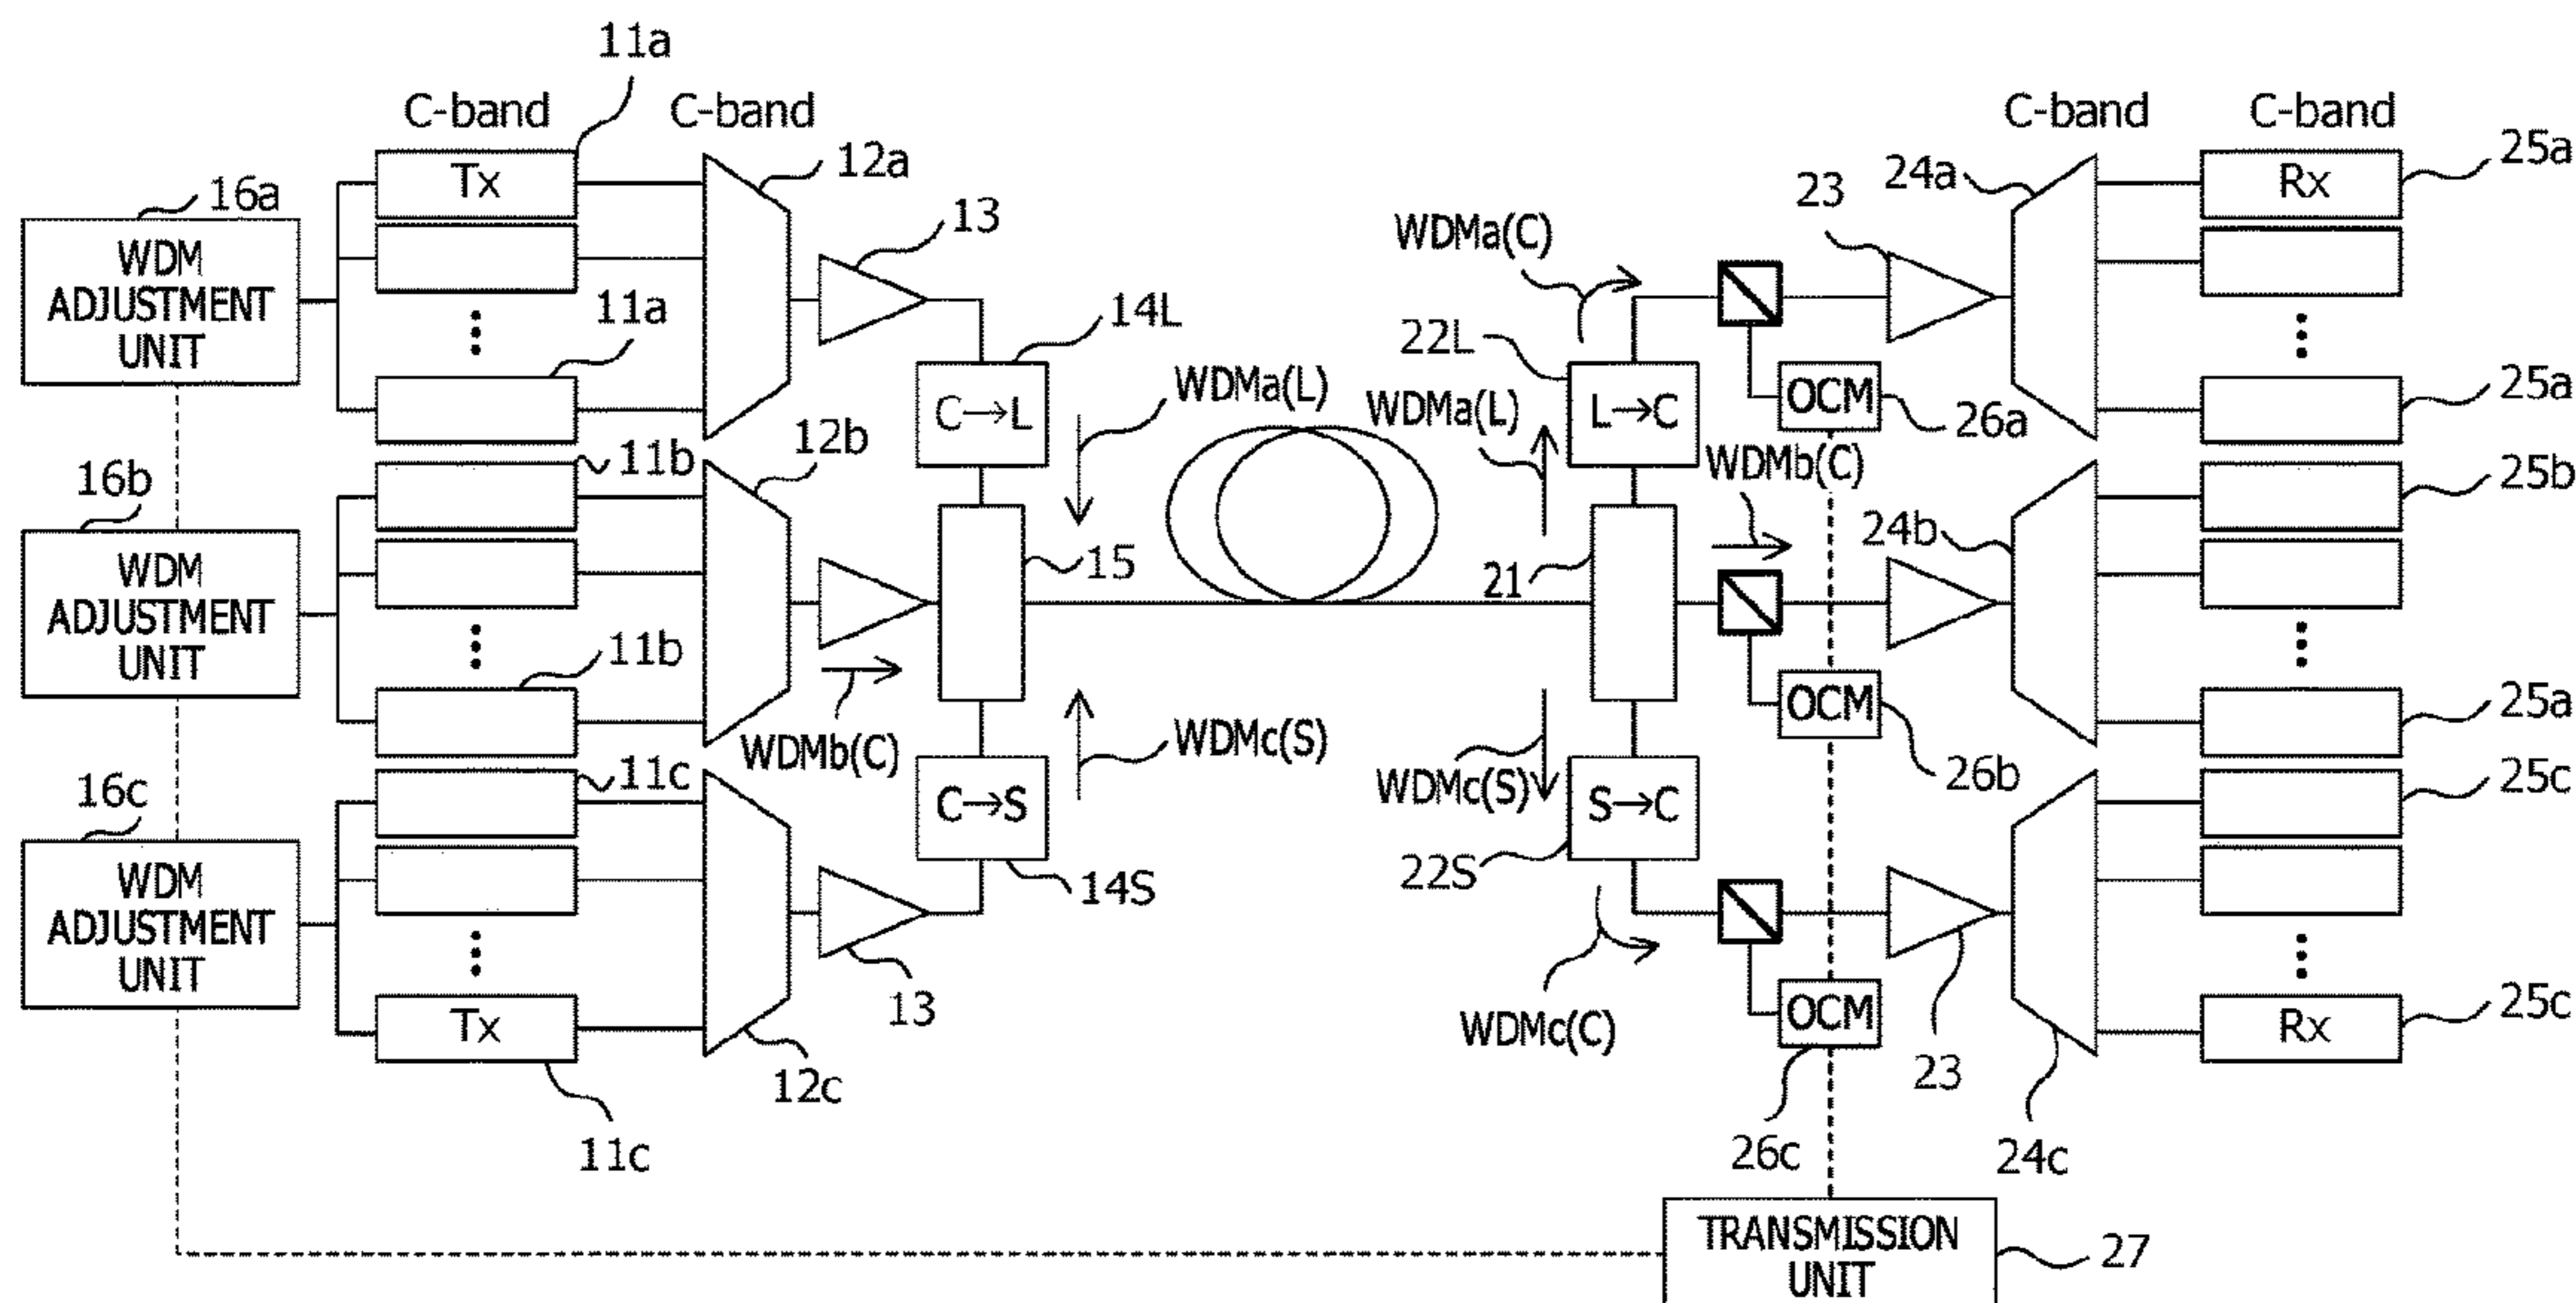 11a
C-band
C-band
C-band
C-band
Tx
12a
24a
Rx
25a
16a
13
WDMa(C)
23
WDM
ADJUSTMENT
UNIT
11a
14L
22L
C→L
WDMa(L)
WDMa(L)
L→C
OCM
26a
25a
16b
11b
12b
WDMb(C)
24b
25b
WDM
ADJUSTMENT
UNIT
15
21
11b
WDMb(C)
WDMc(S)
WDMc(S)
OCM
26b
25a
16c
11c
C→S
14S
S→C
22S
25c
WDM
ADJUSTMENT
UNIT
Tx
13
WDMc(C)
OCM
23
Rx
25c
11c
12c
26c
24c
TRANSMISSION
UNIT
27